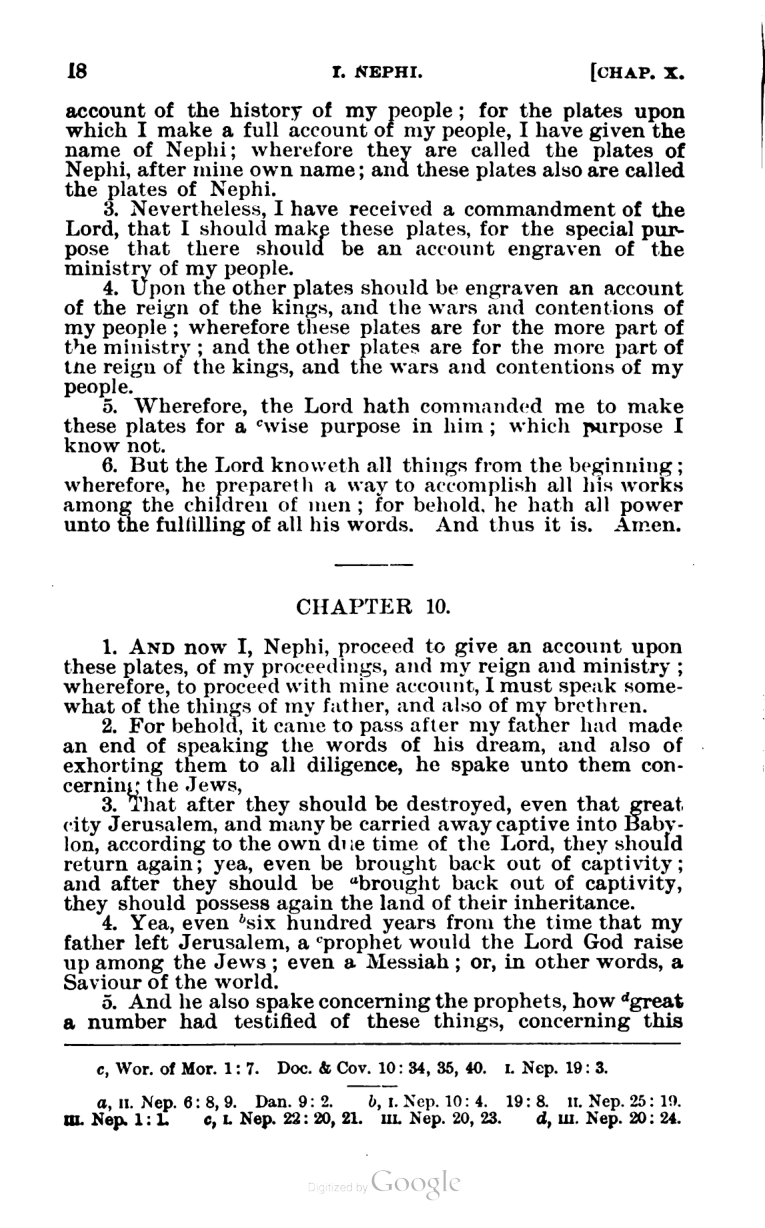 18 I. NEPHI. [CHAP. X.
account of the history of my people; for the plates upon
which I make a full account of my people, I have given the
name of Nephi; wherefore they are called the plates of
Nephi, after mine own name; and these plates also are called
the plates of Nephi.
3. Nevertheless, I have received a commandment of the
Lord, that I should make these plates, for the special pur-
pose that there should be an account engraven of the
ministry of my people.
4. Upon the other plates should be engraven an account
of the reign of the kings, and the wars and contentions of
my people; wherefore these plates are for the more part of
the ministry; and the other plates are for the more part of
the reign of the kings, and the wars and contentions of my
people.
5. Wherefore, the Lord hath commanded me to make
these plates for a ᶜwise purpose in him; which purpose I
know not.
6. But the Lord knoweth all things from the beginning;
wherefore, he prepareth a way to accomplish all his works
among the children of men; for behold, he hath all power
unto the fulfilling of all his words. And thus it is. Amen.
CHAPTER 10.
1. AND now I, Nephi, proceed to give an account upon
these plates, of my proceedings, and my reign and ministry;
wherefore, to proceed with mine account, I must speak some-
what of the things of my father, and also of my brethren.
2. For behold, it came to pass after my father had made
an end of speaking the words of his dream, and also of
exhorting them to all diligence, he spake unto them con-
cerning the Jews,
3. That after they should be destroyed, even that great
city Jerusalem, and many be carried away captive into Baby-
lon, according to the own due time of the Lord, they should
return again; yea, even be brought back out of captivity;
and after they should be ᵃbrought back out of captivity,
they should possess again the land of their inheritance.
4. Yea, even ᵇsix hundred years from the time that my
father left Jerusalem, a ᶜprophet would the Lord God raise
up among the Jews; even a Messiah; or, in other words, a
Saviour of the world.
5. And he also spake concerning the prophets, how ᵈgreat
a number had testified of these things, concerning this
c, Wor. of Mor. 1: 7. Doc. & Cov. 10: 34, 35, 40. I. Nep. 19: 3.
a, II. Nep. 6: 8, 9. Dan. 9: 2. b, I. Nep. 10: 4. 19: 8. II. Nep. 25: 19.
III. Nep. 1: 1. c, I. Nep. 22: 20, 21. III. Nep. 20, 23. d, III. Nep. 20: 24.
Digitized by Google